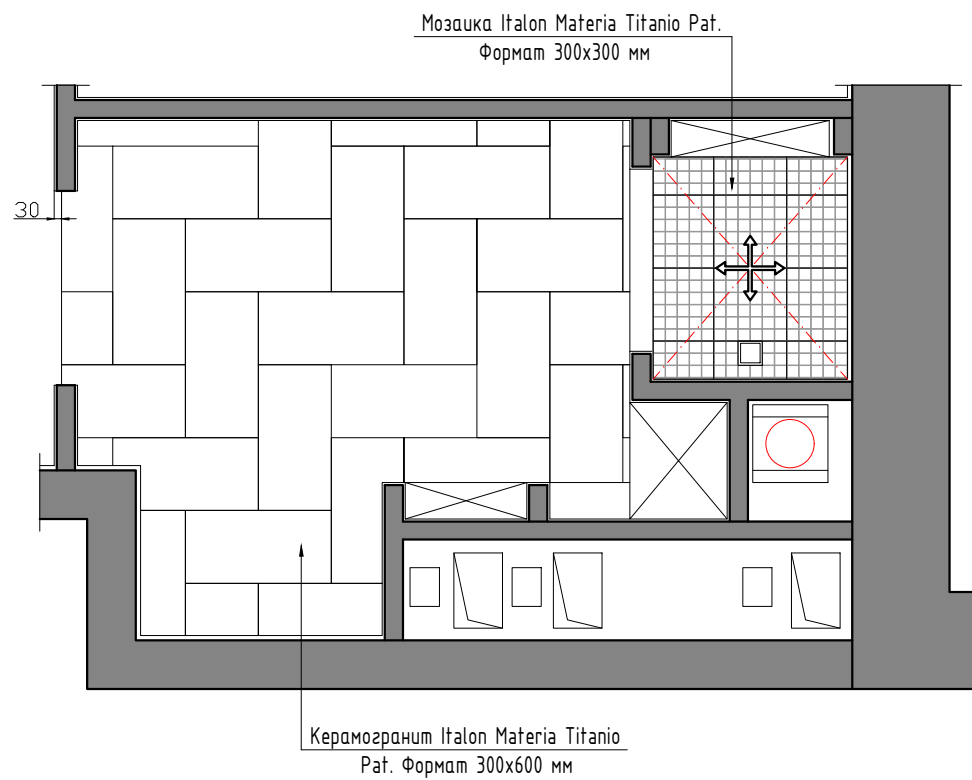 Мозаика Italon Materia Titanio Pat.
Формат 300x300 мм
30
Керамогранит Italon Materia Titanio
Pat. Формат 300x600 мм